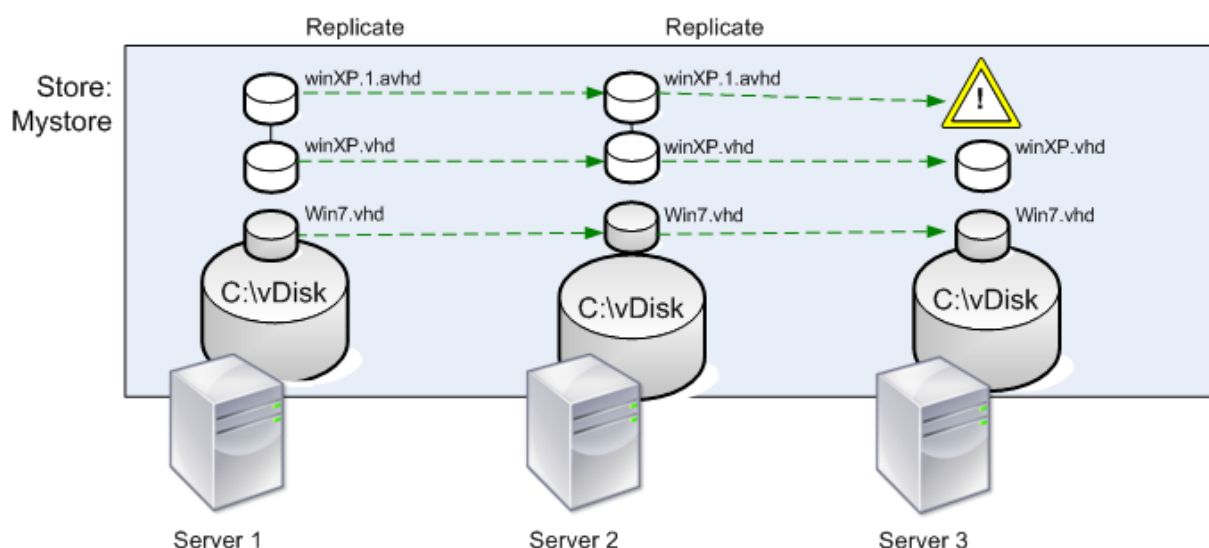 Replicate Replicate
Store:
Mystore
winXP.1.avhd winXP.1.avhd !
winXP.vhd winXP.vhd winXP.vhd
Win7.vhd Win7.vhd Win7.vhd
C:\vDisk C:\vDisk C:\vDisk
Server 1 Server 2 Server 3